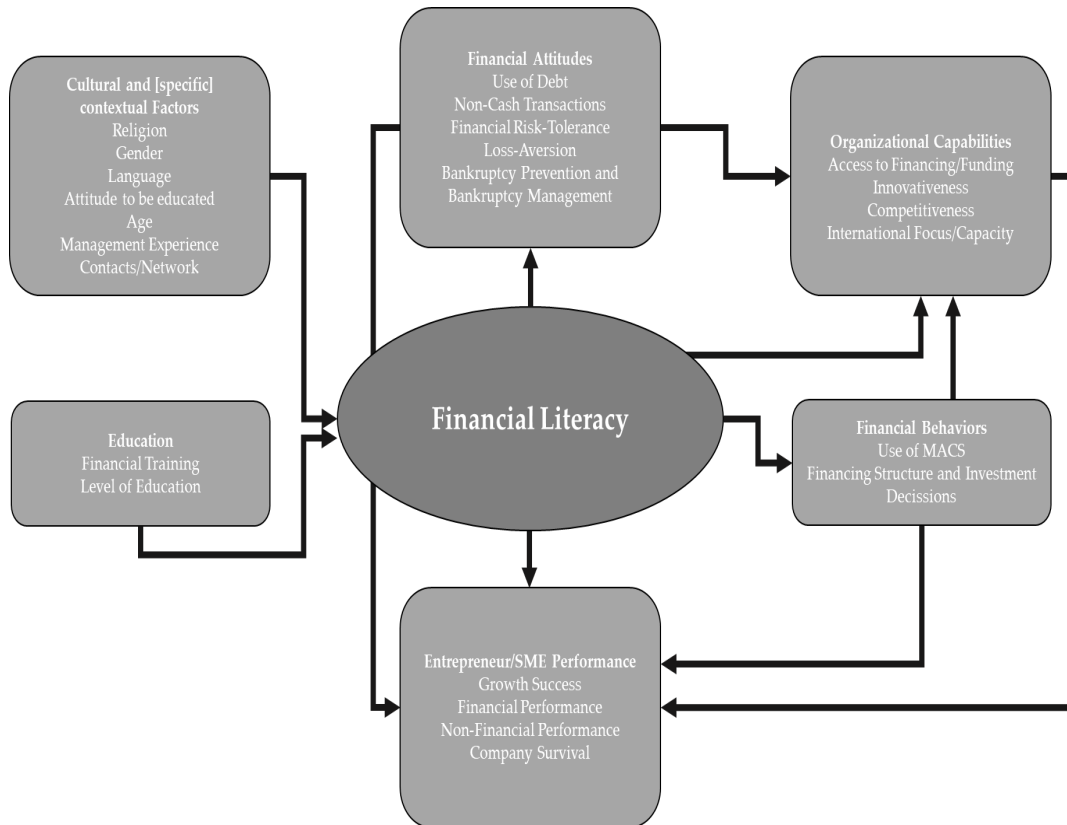 Cultural and [specific]
contextual Factors
Religion
Gender
Language
Attitude to be educated
Age
Management Experience
Contacts/Network
Financial Attitudes
Use of Debt
Non-Cash Transactions
Financial Risk-Tolerance
Loss-Aversion
Bankruptcy Prevention and
Bankruptcy Management
Organizational Capabilities
Access to Financing/Funding
Innovativeness
Competitiveness
International Focus/Capacity
Education
Financial Training
Level of Education
Financial Literacy
Financial Behaviors
Use of MACS
Financing Structure and Investment
Decissions
Entrepreneur/SME Performance
Growth Success
Financial Performance
Non-Financial Performance
Company Survival